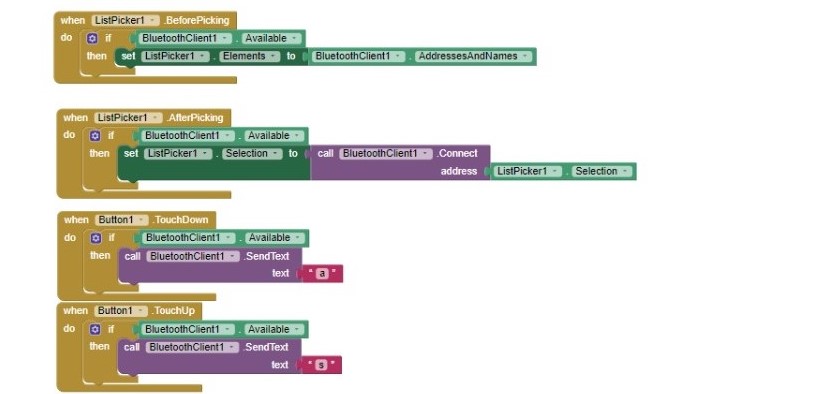 when ListPicker1 .BeforePicking
do if BluetoothClient1 . Available
then set ListPicker1 . Elements to BluetoothClient1 . AddressesAndNames
when ListPicker1 .AfterPicking
do if BluetoothClient1 . Available
then set ListPicker1 . Selection to call BluetoothClient1 .Connect
address ListPicker1 . Selection
when Button1 .TouchDown
do if BluetoothClient1 . Available
then call BluetoothClient1 .SendText
text " a "
when Button1 .TouchUp
do if BluetoothClient1 . Available
then call BluetoothClient1 .SendText
text " s "